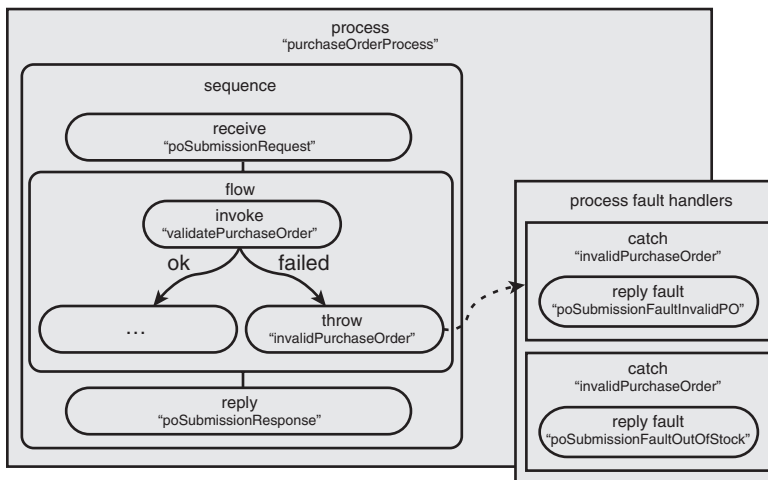 process
“purchaseOrderProcess”
sequence
receive
“poSubmissionRequest”
flow
invoke
“validatePurchaseOrder”
ok
failed
...
throw
“invalidPurchaseOrder”
reply
“poSubmissionResponse”
process fault handlers
catch
“invalidPurchaseOrder”
reply fault
“poSubmissionFaultInvalidPO”
catch
“invalidPurchaseOrder”
reply fault
“poSubmissionFaultOutOfStock”